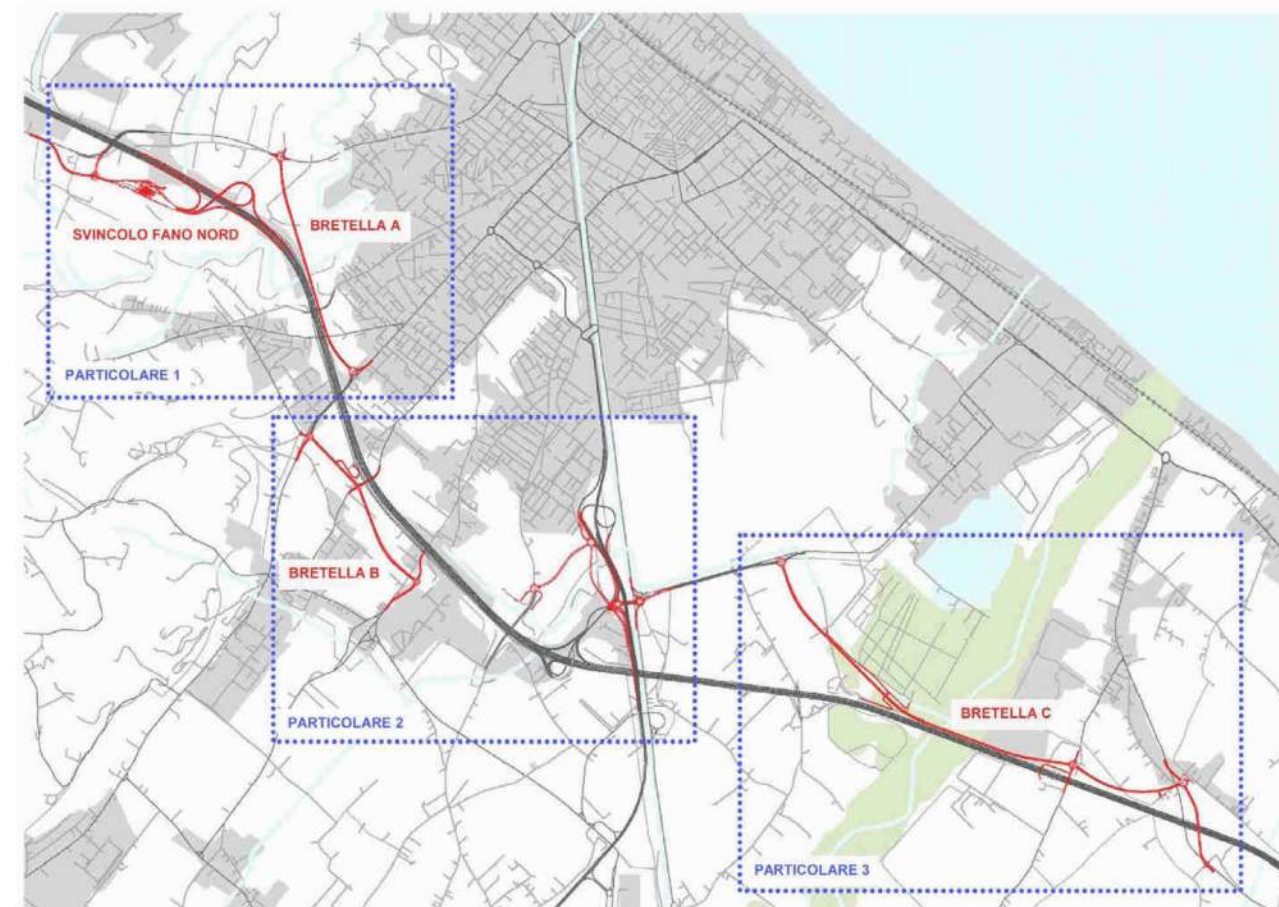 BRETELLA A
SVINCOLO FANO NORD
PARTICOLARE 1
BRETELLA B
PARTICOLARE 2
BRETELLA C
PARTICOLARE 3